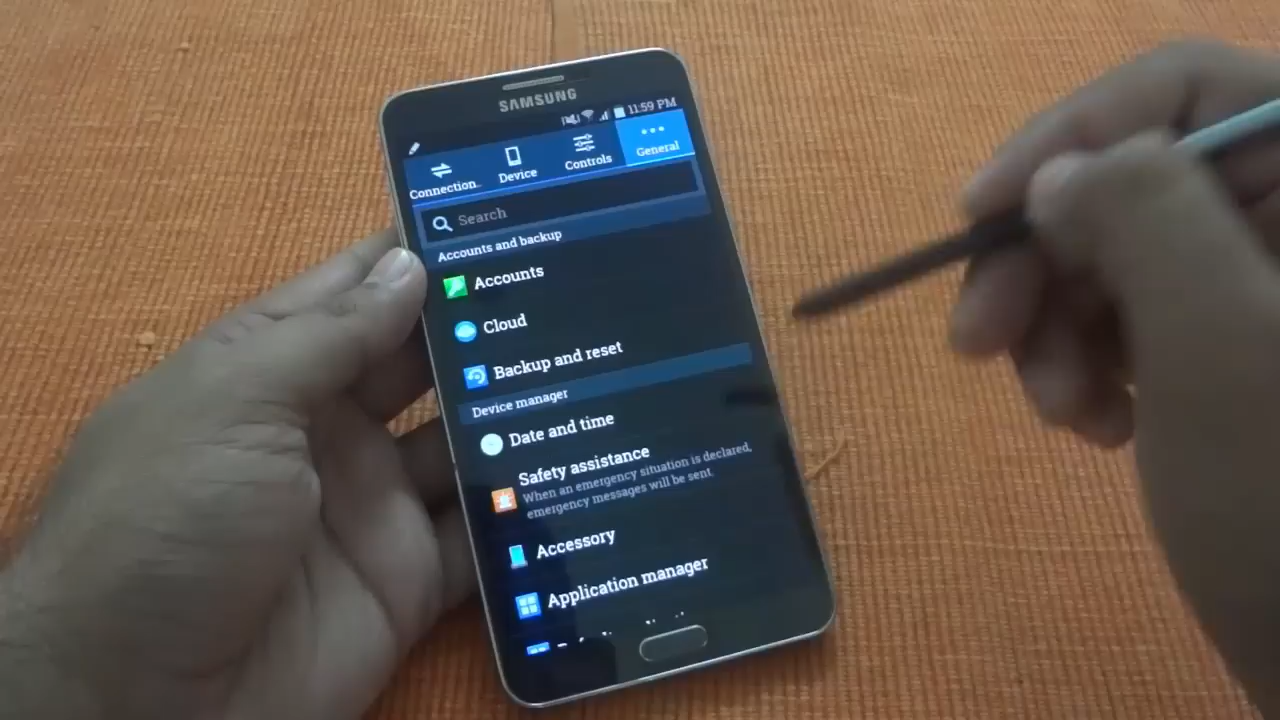 SAMSUNG
11:59 PM
Connection..
Device
Controls
General
Search
Accounts and backup
Accounts
Cloud
Backup and reset
Device manager
Date and time
Safety assistance
When an emergency situation is declared,
emergency messages will be sent.
Accessory
Application manager